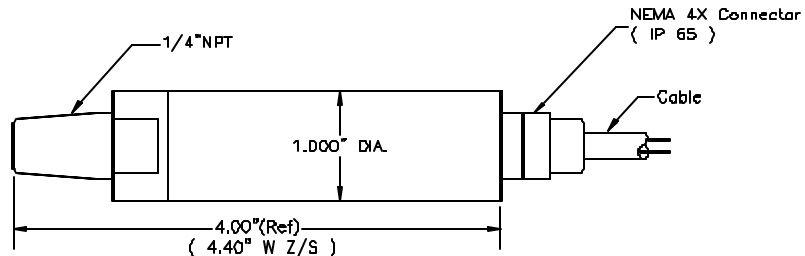 NEMA 4X Connector
( IP 65 )
1/4"NPT
Cable
1.000" DIA.
4.00"(Ref)
( 4.40" W Z/S )